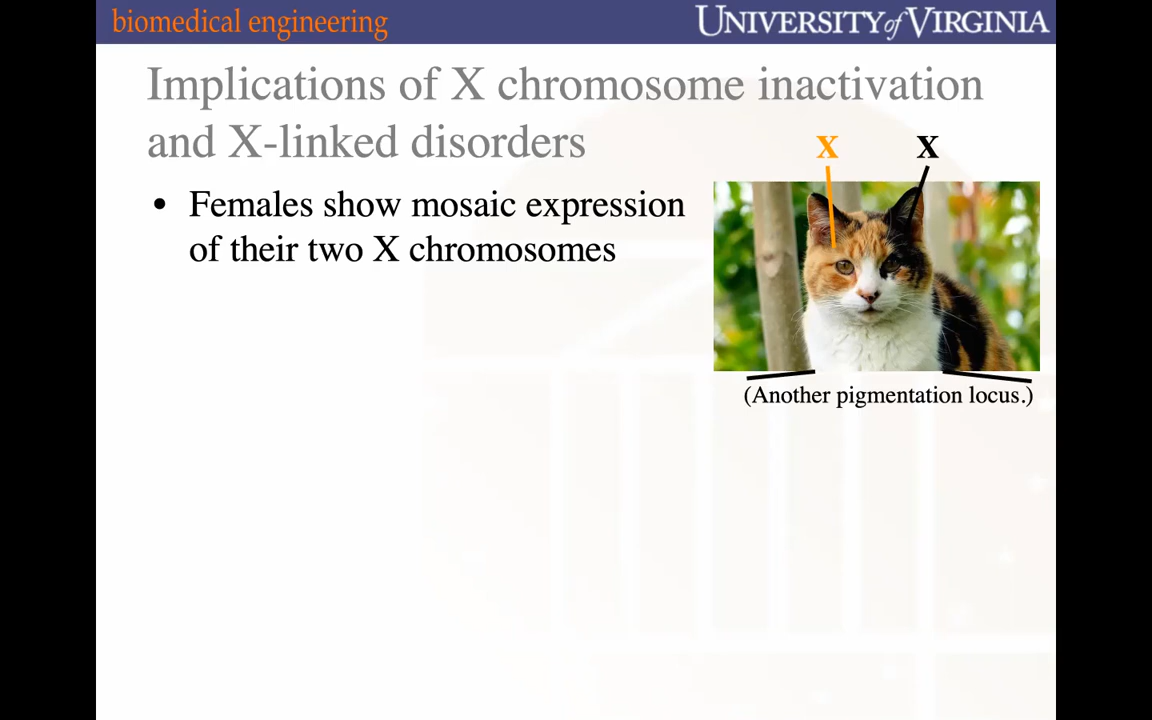 biomedical engineering
UNIVERSITY of VIRGINIA
Implications of X chromosome inactivation
and X-linked disorders
X X
• Females show mosaic expression
of their two X chromosomes
(Another pigmentation locus.)